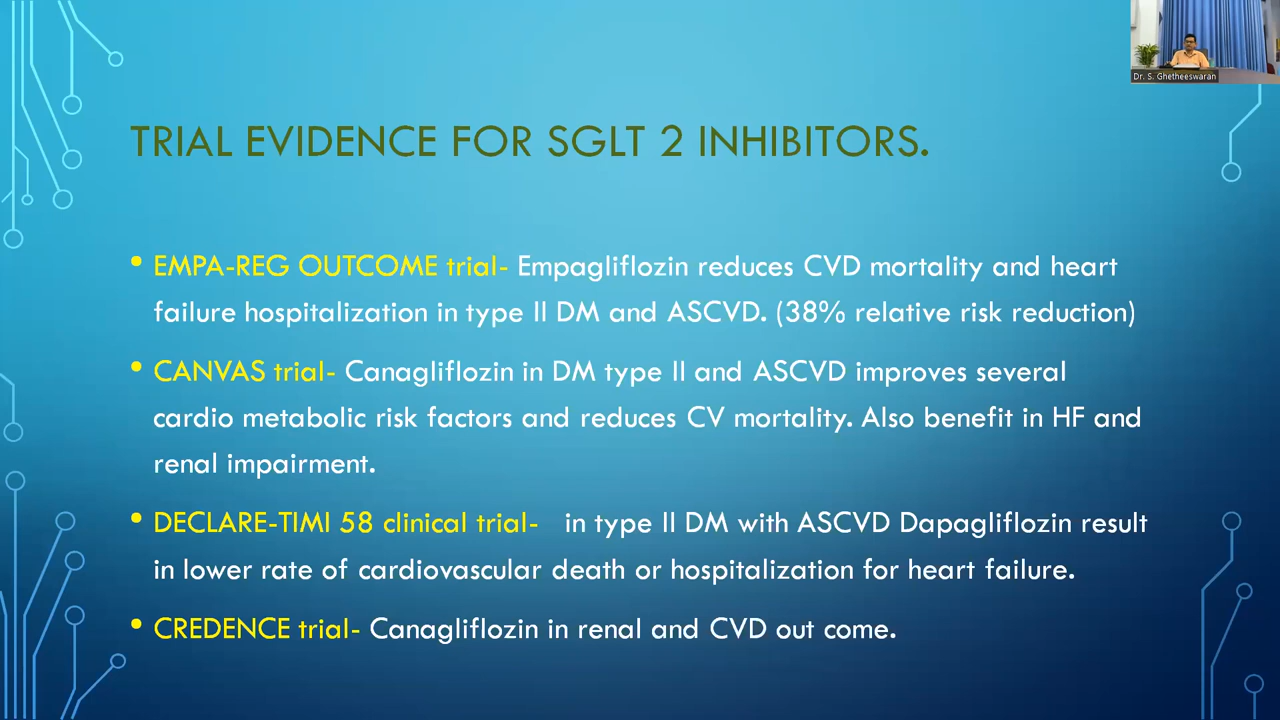 Dr. S. Ghetheeswaran
TRIAL EVIDENCE FOR SGLT 2 INHIBITORS.
• EMPA-REG OUTCOME trial- Empagliflozin reduces CVD mortality and heart
failure hospitalization in type II DM and ASCVD. (38% relative risk reduction)
• CANVAS trial- Canagliflozin in DM type II and ASCVD improves several
cardio metabolic risk factors and reduces CV mortality. Also benefit in HF and
renal impairment.
• DECLARE-TIMI 58 clinical trial- in type II DM with ASCVD Dapagliflozin result
in lower rate of cardiovascular death or hospitalization for heart failure.
• CREDENCE trial- Canagliflozin in renal and CVD out come.